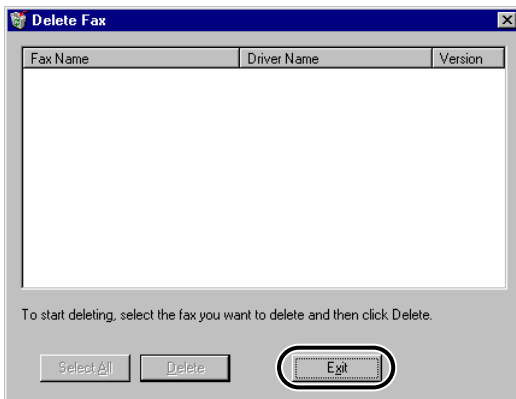 Delete Fax
Fax Name Driver Name Version
To start deleting, select the fax you want to delete and then click Delete.
Select All Delete Exit